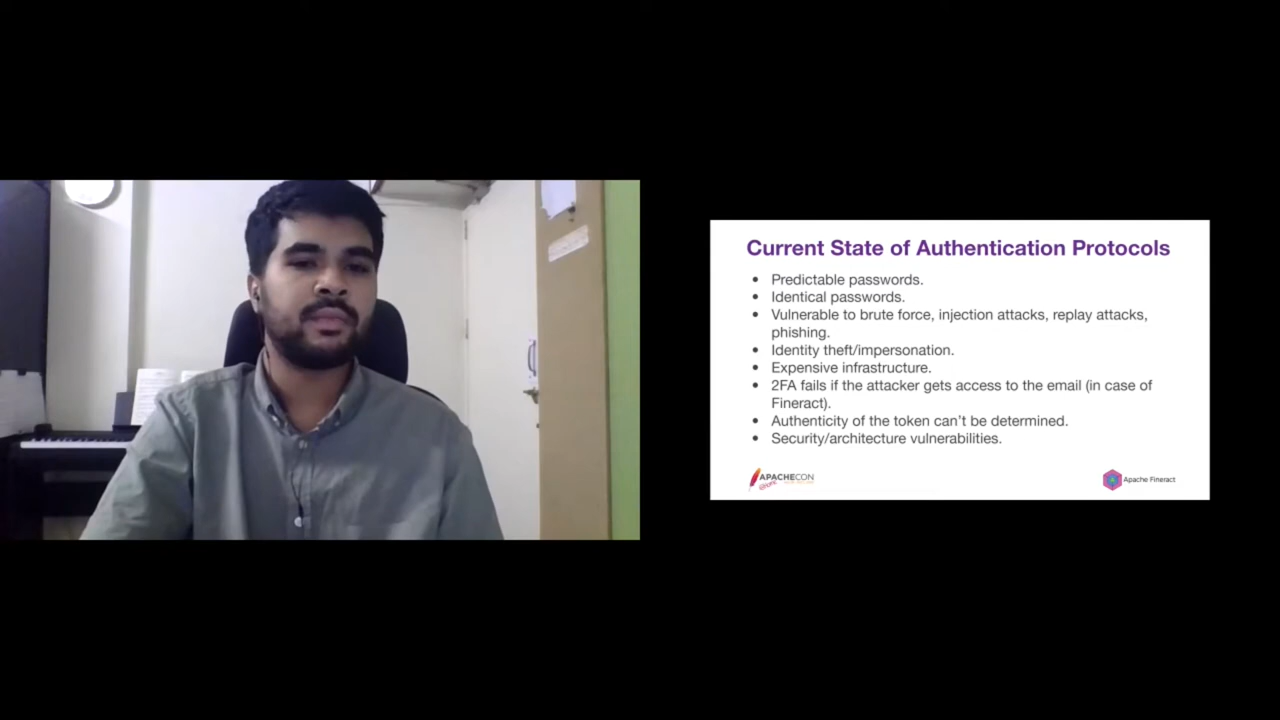 Current State of Authentication Protocols
• Predictable passwords.
• Identical passwords.
• Vulnerable to brute force, injection attacks, replay attacks,
phishing.
• Identity theft/impersonation.
• Expensive infrastructure.
• 2FA fails if the attacker gets access to the email (in case of
Fineract).
• Authenticity of the token can’t be determined.
• Security/architecture vulnerabilities.
APACHECON
Apache Fineract